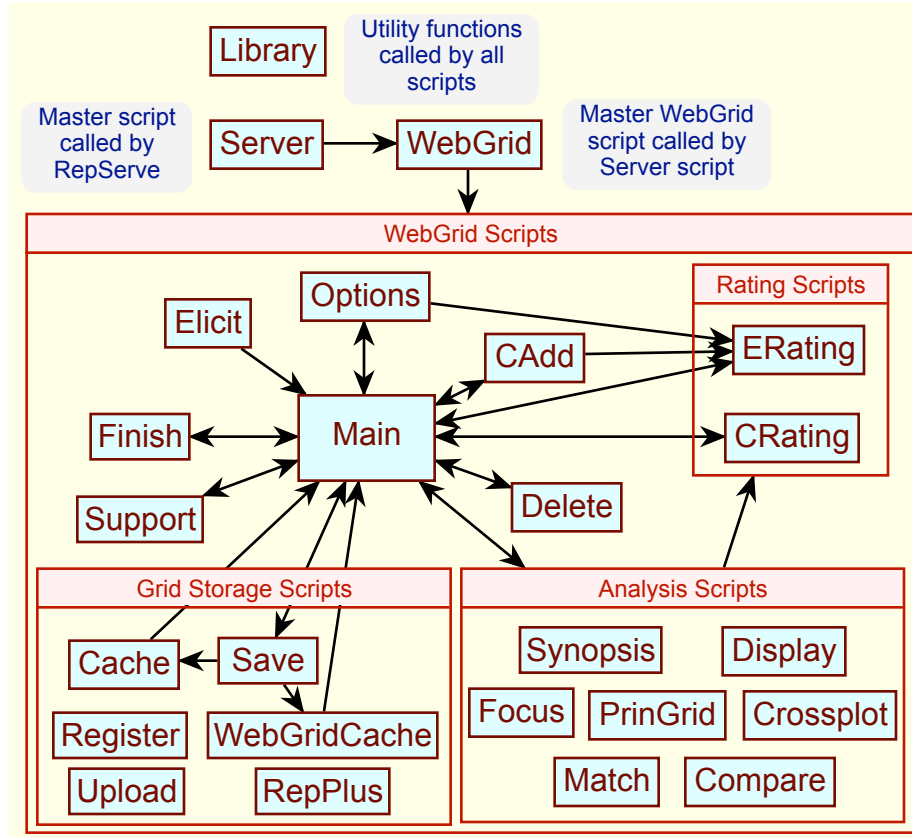 Library
Utility functions
called by all
scripts
Master script
called by
RepServe
Server
WebGrid
Master WebGrid
script called by
Server script
WebGrid Scripts
Options
Elicit
CAdd
Rating Scripts
ERating
CRating
Finish
Main
Support
Delete
Grid Storage Scripts
Cache
Save
Register
WebGridCache
Upload
RepPlus
Analysis Scripts
Synopsis
Display
Focus
PrinGrid
Crossplot
Match
Compare